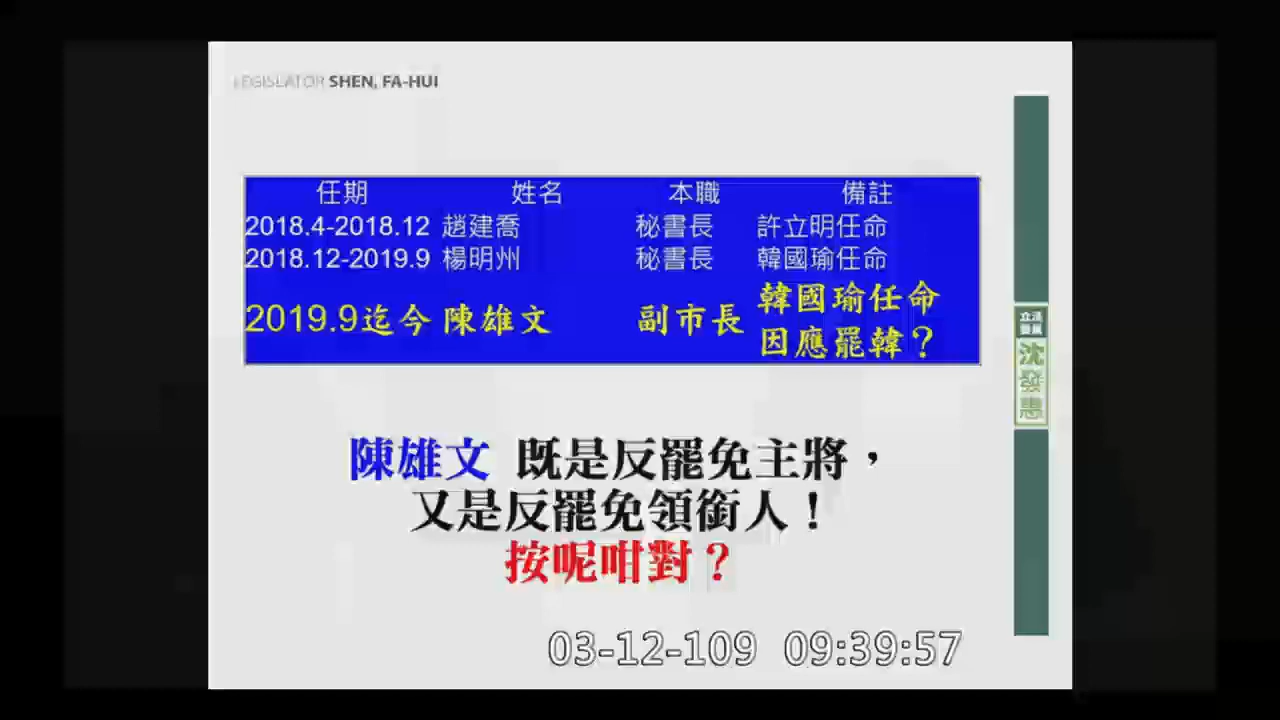 LEGISLATOR SHEN, FA-HUI
任期 姓名 本職 備註
2018.4-2018.12 趙建喬 秘書長 許立明任命
2018.12-2019.9 楊明州 秘書長 韓國瑜任命
2019.9迄今 陳雄文 副市長 韓國瑜任命
因應罷韓？
立法
委員
沈
發
惠
陳雄文 既是反罷免主將，
又是反罷免領銜人！
按呢咁對？
03-12-109 09:39:57